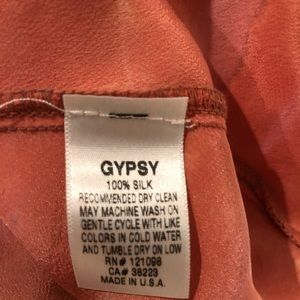 GYPSY
100% SILK
RECOMMENDED DRY CLEAN
MAY MACHINE WASH ON
GENTLE CYCLE WITH LIKE
COLORS IN COLD WATER
AND TUMBLE DRY ON LOW
RN# 121098
CA# 38223
MADE IN U.S.A.